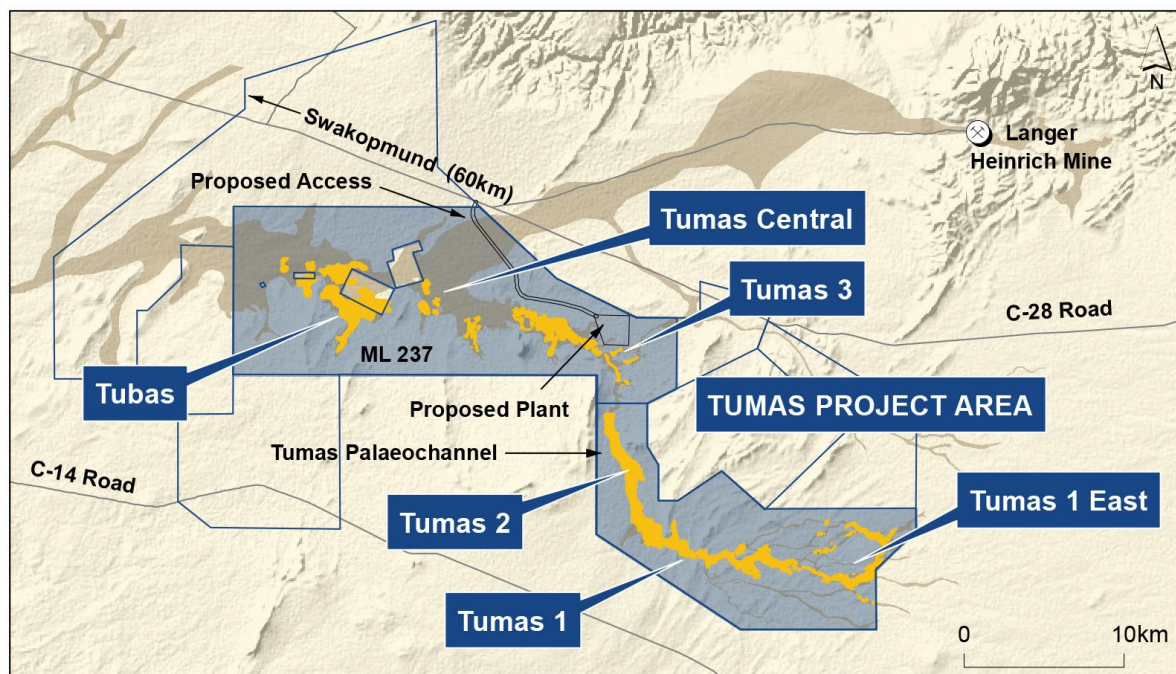 N
Langer
Heinrich Mine
Swakopmund (60km)
Proposed Access
Tumas Central
Tumas 3
C-28 Road
ML 237
Tubas
TUMAS PROJECT AREA
Proposed Plant
Tumas Palaeochannel
C-14 Road
Tumas 1 East
Tumas 2
Tumas 1
0 10km